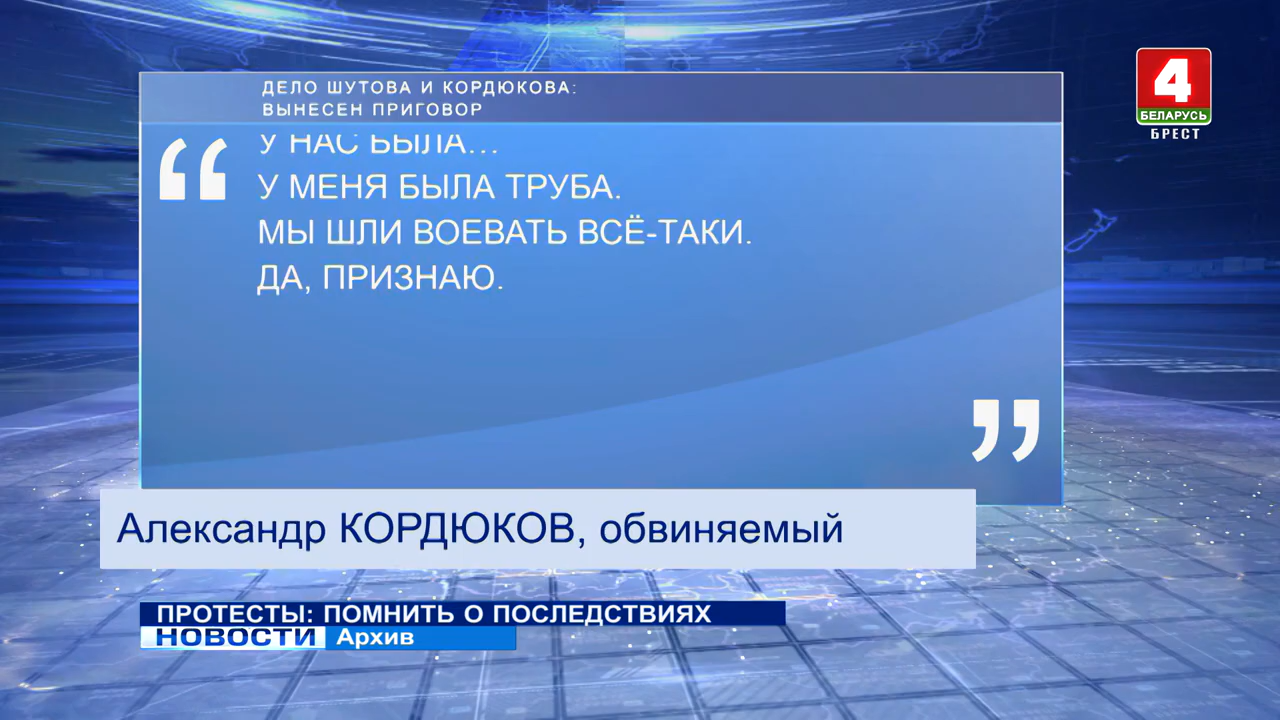 ДЕЛО ШУТОВА И КОРДЮКОВА:
ВЫНЕСЕН ПРИГОВОР
4
БЕЛАРУСЬ
БРЕСТ
“
У НАС БЫЛА...
У МЕНЯ БЫЛА ТРУБА.
МЫ ШЛИ ВОЕВАТЬ ВСЁ-ТАКИ.
ДА, ПРИЗНАЮ.
”
Александр КОРДЮКОВ, обвиняемый
ПРОТЕСТЫ: ПОМНИТЬ О ПОСЛЕДСТВИЯХ
НОВОСТИ Архив